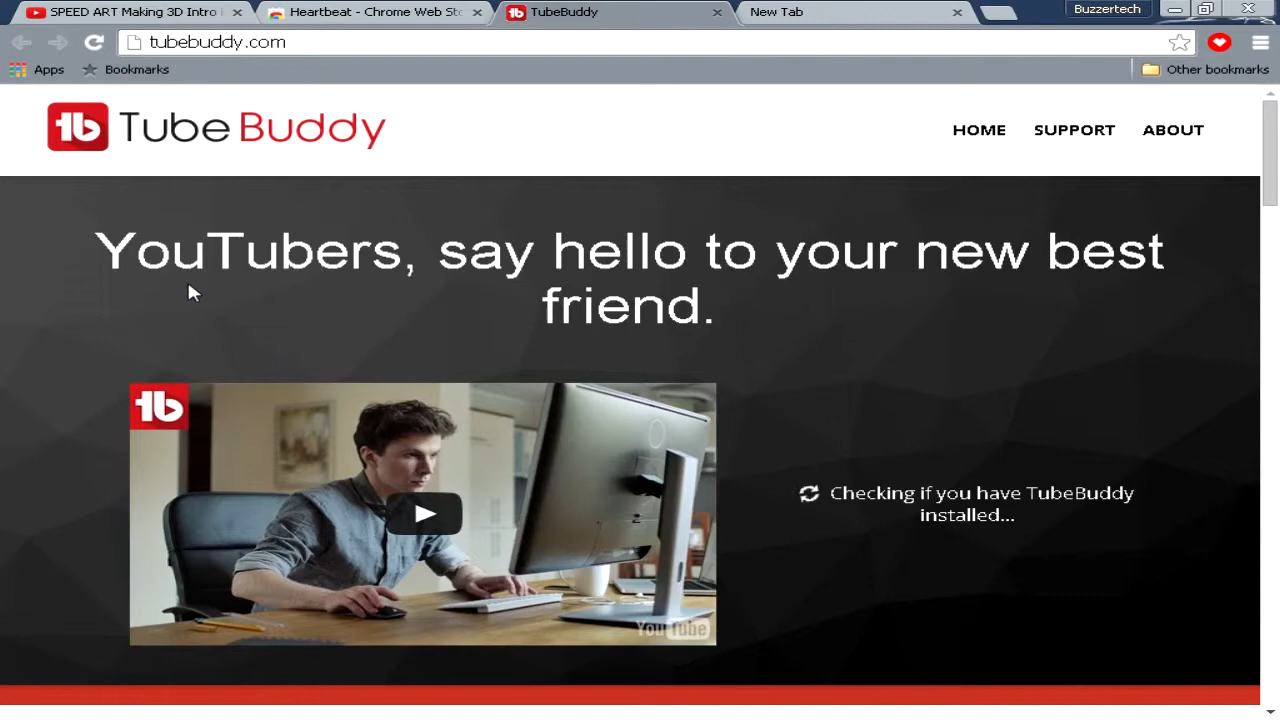 SPEED ART Making 3D Intro
Heartbeat - Chrome Web Sto
TubeBuddy
New Tab
Buzzertech
tubebuddy.com
Apps
Bookmarks
Other bookmarks
tb TubeBuddy
HOME
SUPPORT
ABOUT
YouTubers, say hello to your new best
friend.
tb
Checking if you have TubeBuddy
installed...
YouTube